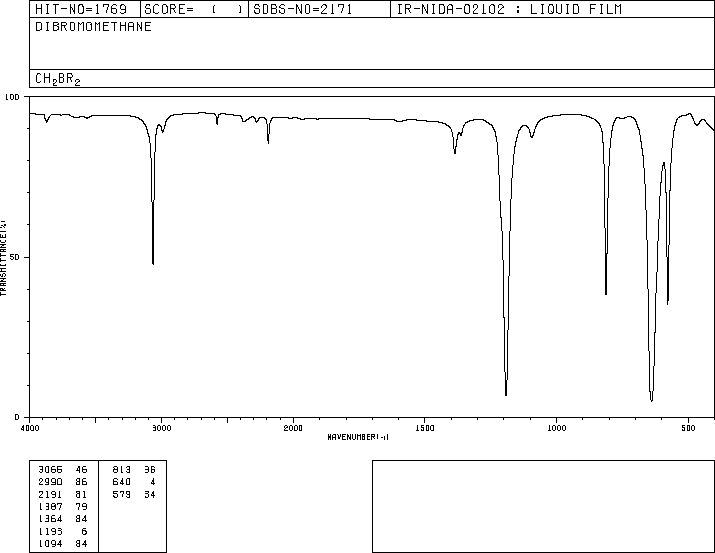 HIT-NO=1769 SCORE= ( ) SDBS-NO=2171 IR-NIDA-02102 : LIQUID FILM
DIBROMOMETHANE
CH2BR2
100
50
0
TRANSMITTANCE(%)
4000 3000 2000 1500 1000 500
WAVENUMBER(-1)
3066 46 813 36
2990 86 640 4
2191 81 579 34
1387 79
1364 84
1193 6
1094 84